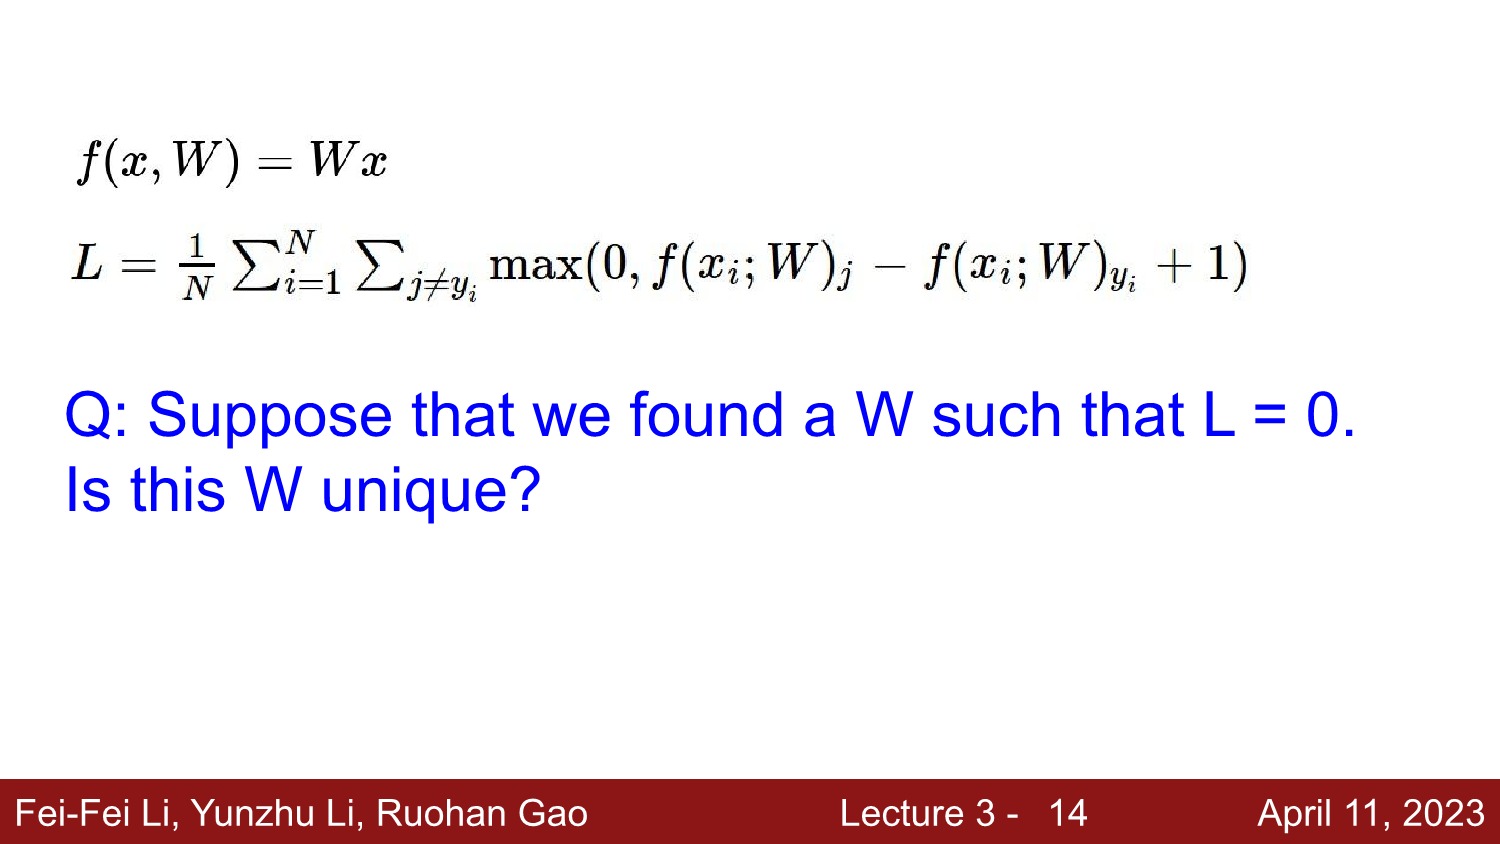 f(x, W) = Wx
L = \frac{1}{N} \sum_{i=1}^{N} \sum_{j \neq y_i} \max(0, f(x_i; W)_j - f(x_i; W)_{y_i} + 1)
Q: Suppose that we found a W such that L = 0.
Is this W unique?
Fei-Fei Li, Yunzhu Li, Ruohan Gao Lecture 3 - 14 April 11, 2023